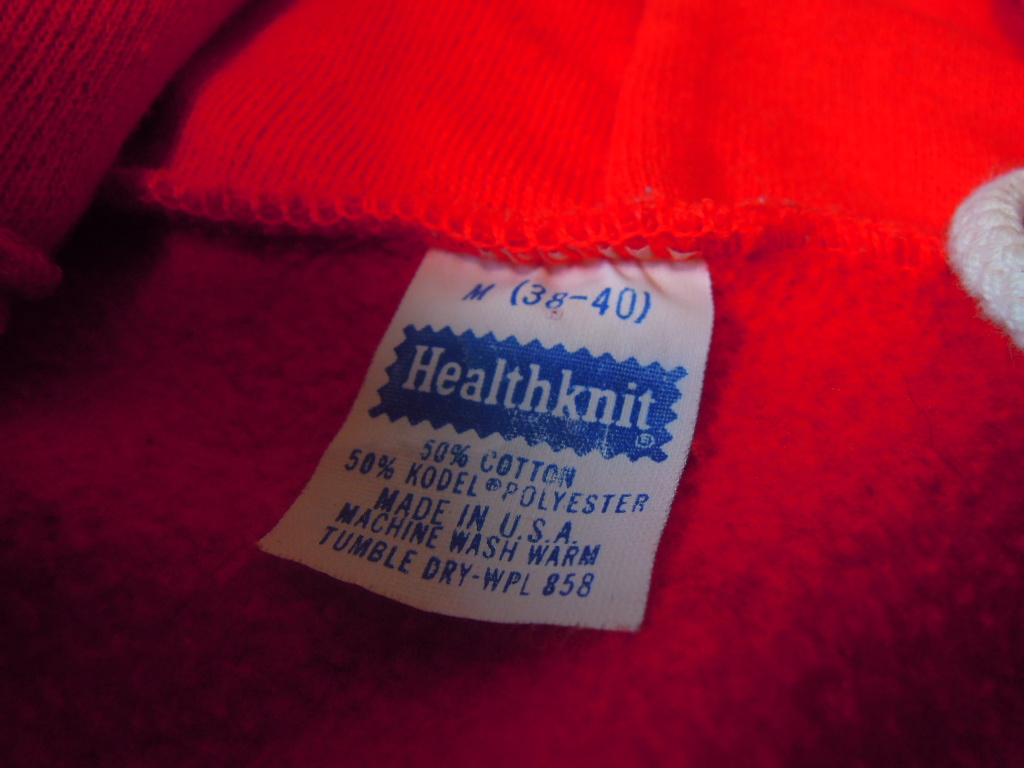 M (38-40)
Healthknit®
50% COTTON
50% KODEL® POLYESTER
MADE IN U.S.A.
MACHINE WASH WARM
TUMBLE DRY-WPL 858